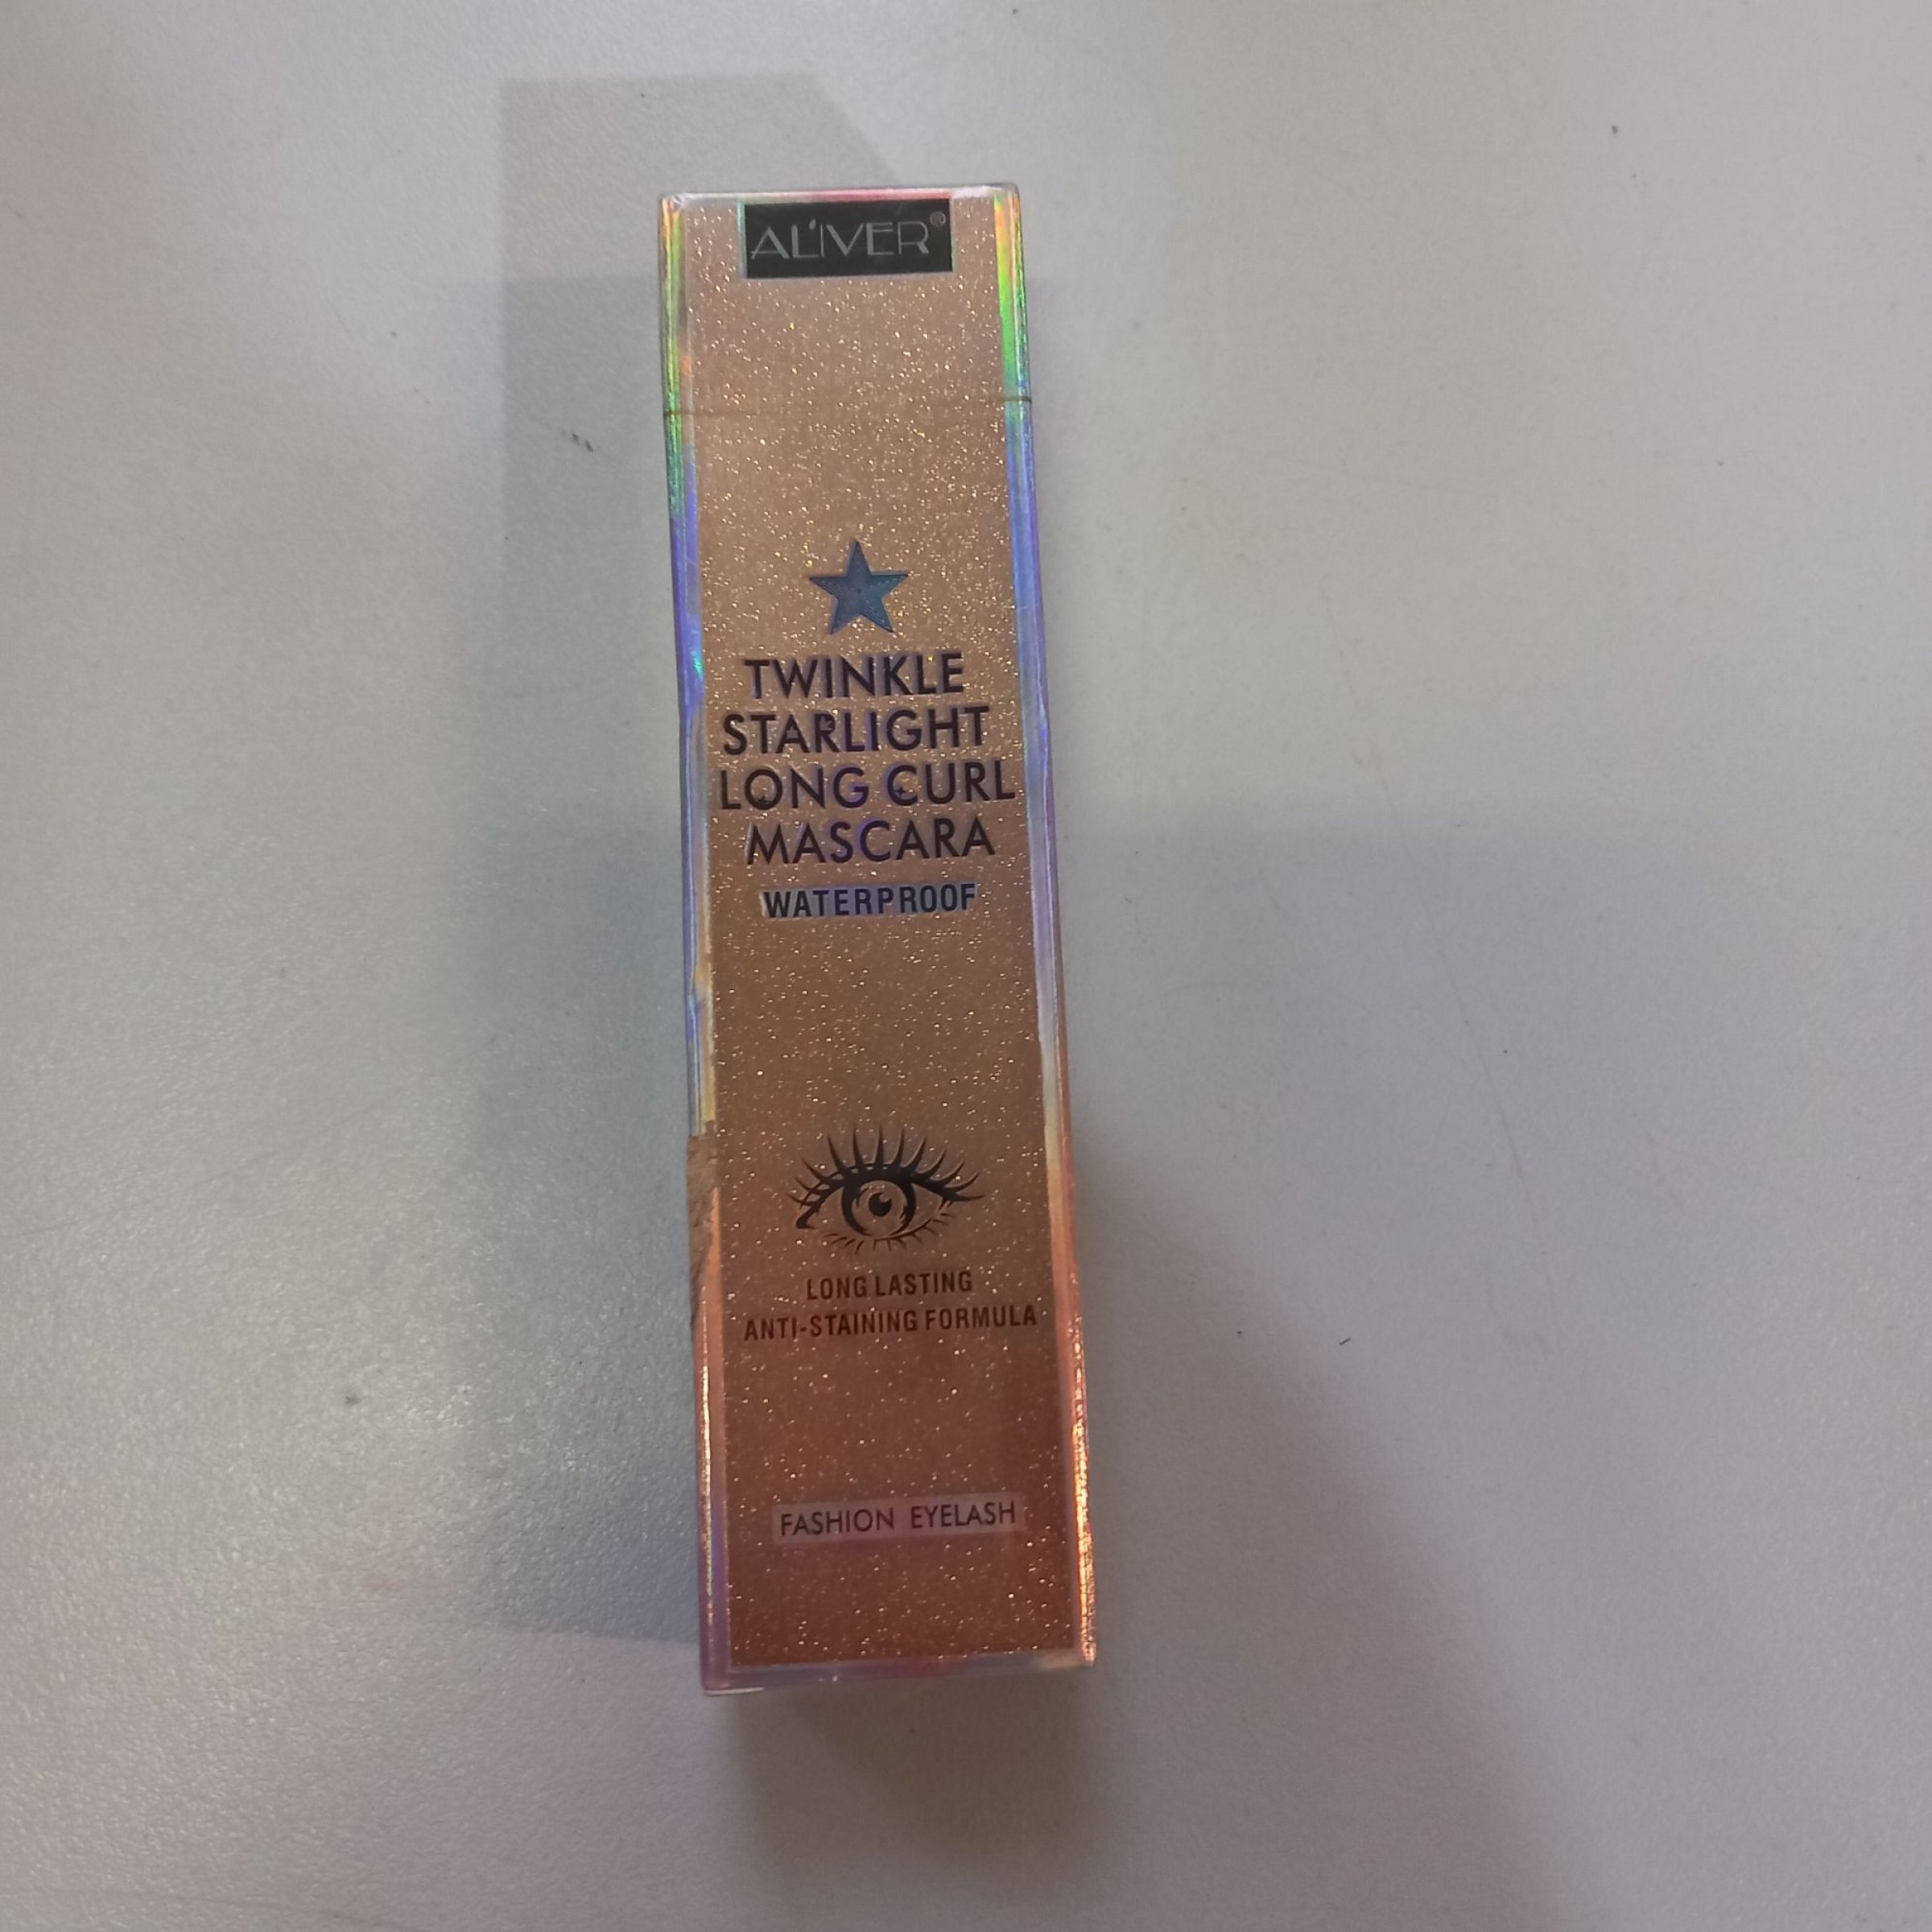 ALIVER®
TWINKLE
STARLIGHT
LONG CURL
MASCARA
WATERPROOF
LONG LASTING
ANTI-STAINING FORMULA
FASHION EYELASH